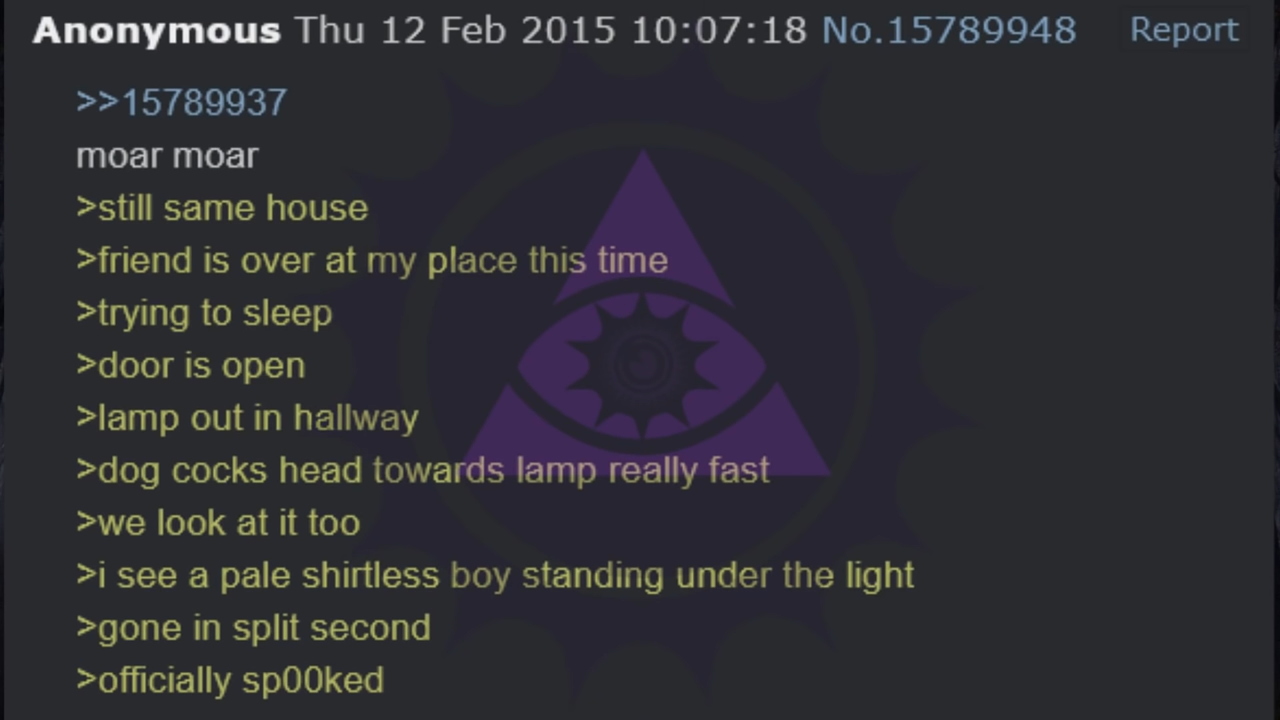 Anonymous Thu 12 Feb 2015 10:07:18 No.15789948 Report
>>15789937
moar moar
>still same house
>friend is over at my place this time
>trying to sleep
>door is open
>lamp out in hallway
>dog cocks head towards lamp really fast
>we look at it too
>i see a pale shirtless boy standing under the light
>gone in split second
>officially sp00ked